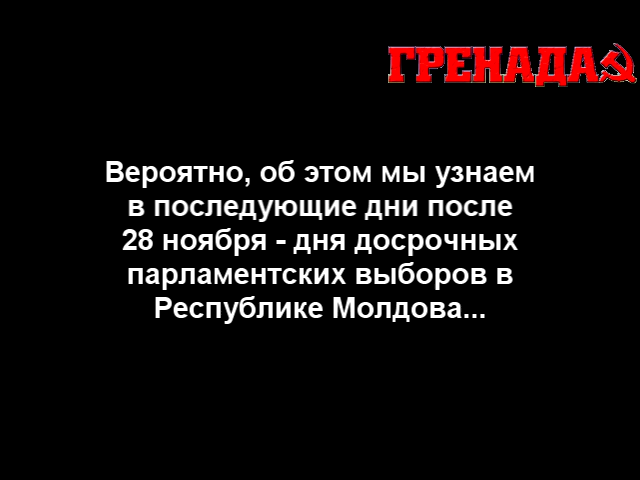 ГРЕНАДА
Вероятно, об этом мы узнаем
в последующие дни после
28 ноября - дня досрочных
парламентских выборов в
Республике Молдова...